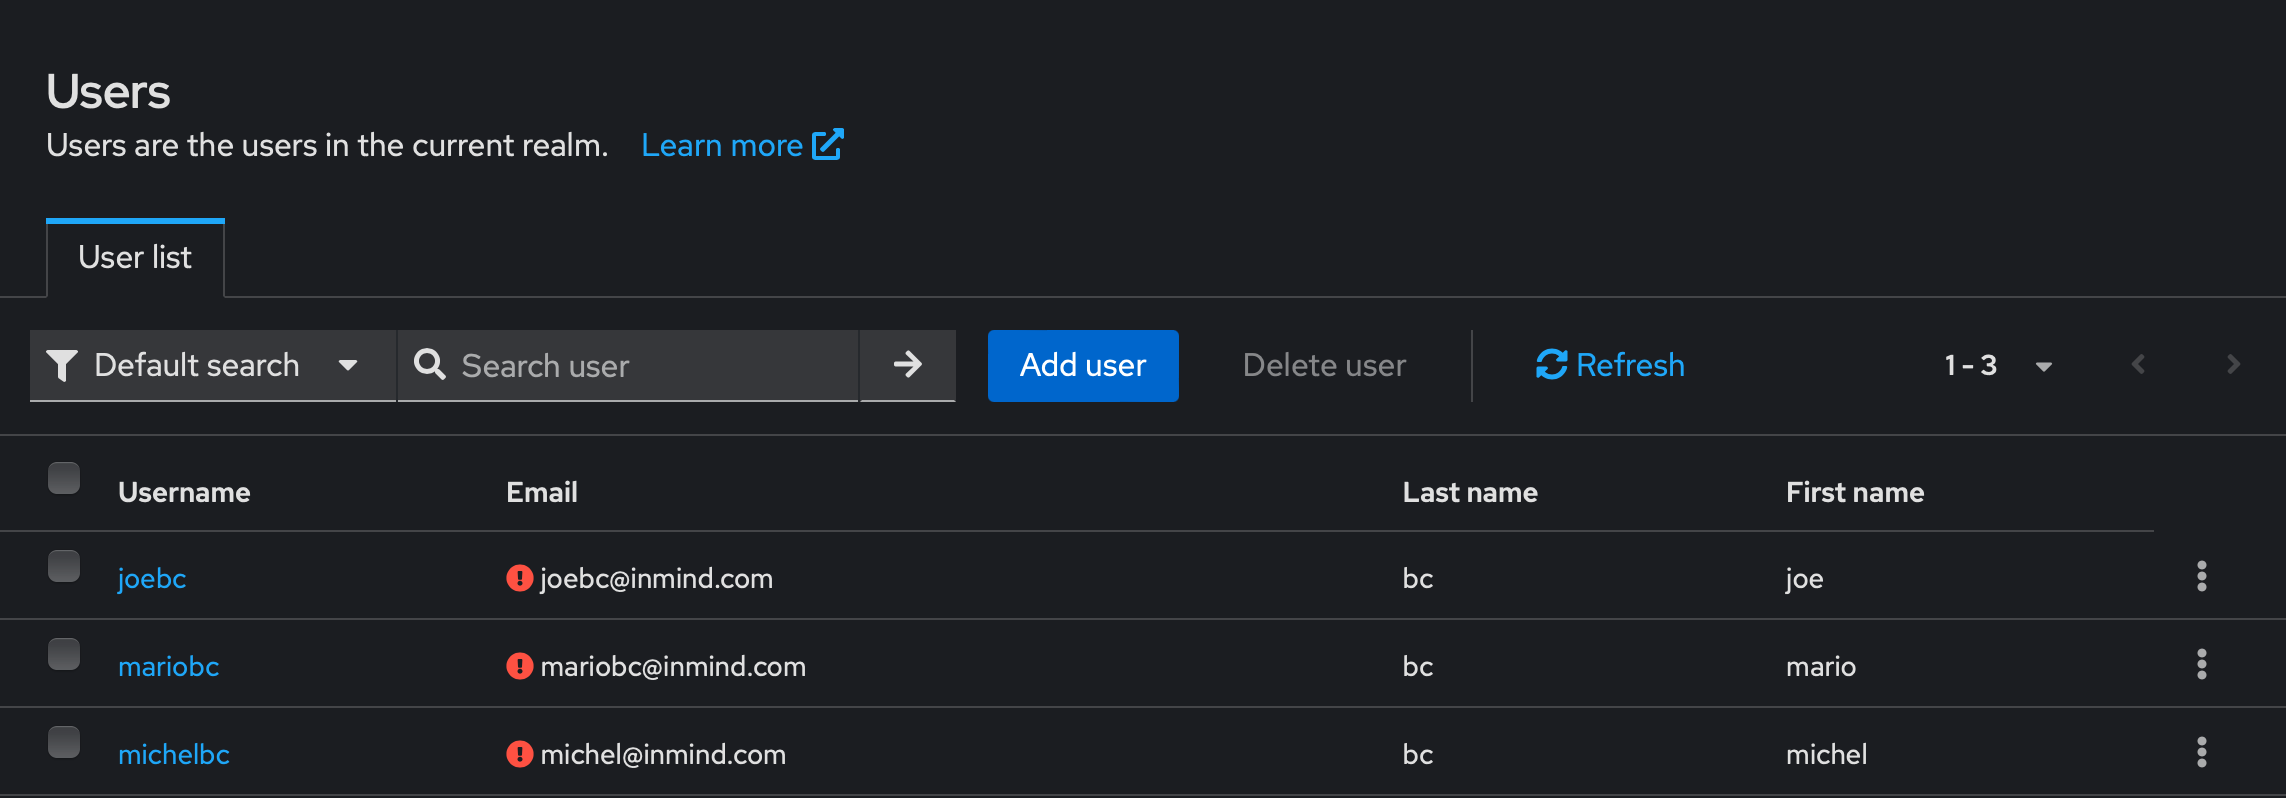 Users
Users are the users in the current realm. Learn more
User list
Default search Search user Add user Delete user Refresh 1 - 3
Username Email Last name First name
joebc joebc@inmind.com bc joe
mariobc mariobc@inmind.com bc mario
michelbc michel@inmind.com bc michel